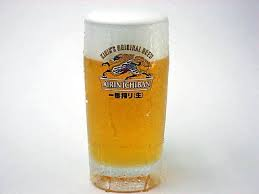 KIRIN'S ORIGINAL BEER
KIRIN ICHIBAN
一番搾り〈生〉